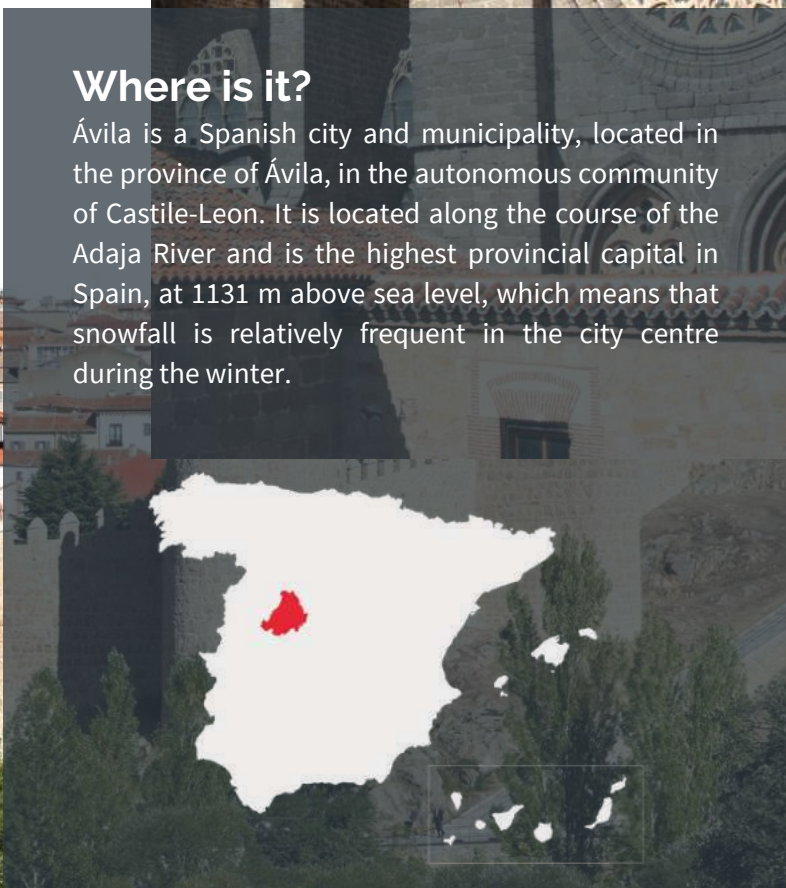 Where is it?
Ávila is a Spanish city and municipality, located in
the province of Ávila, in the autonomous community
of Castile-Leon. It is located along the course of the
Adaja River and is the highest provincial capital in
Spain, at 1131 m above sea level, which means that
snowfall is relatively frequent in the city centre
during the winter.